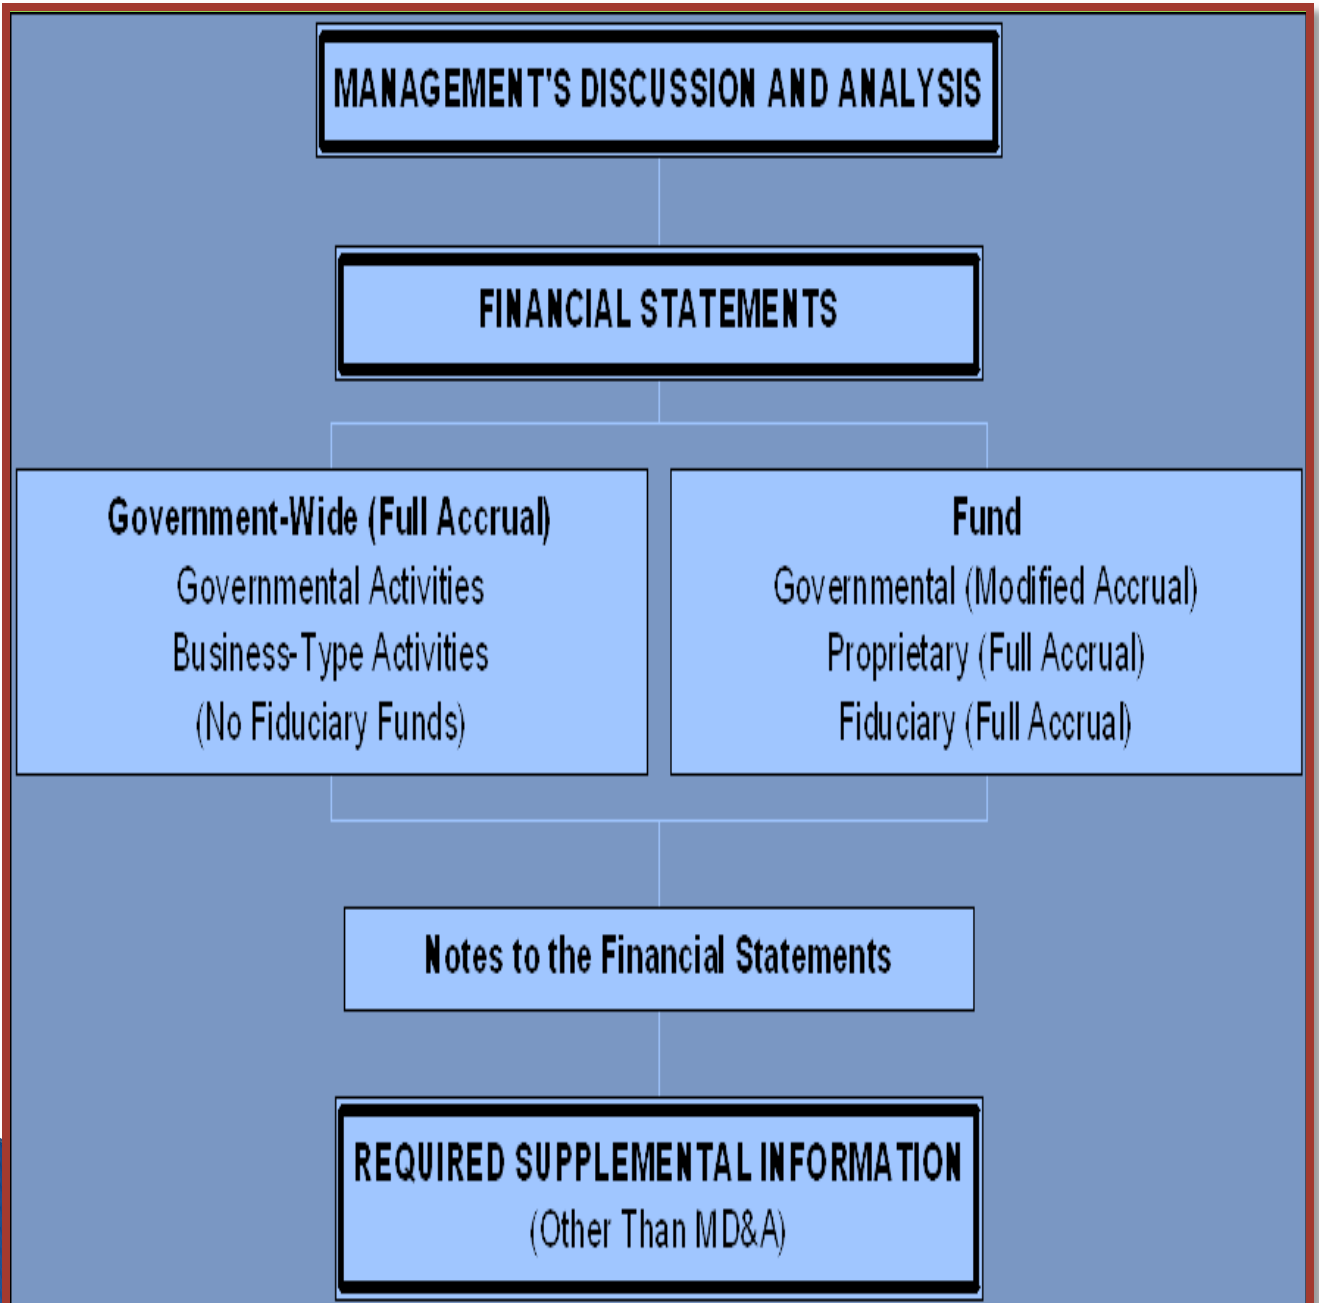 MANAGEMENT'S DISCUSSION AND ANALYSIS
FINANCIAL STATEMENTS
Government-Wide (Full Accrual)
Governmental Activities
Business-Type Activities
(No Fiduciary Funds)
Fund
Governmental (Modified Accrual)
Proprietary (Full Accrual)
Fiduciary (Full Accrual)
Notes to the Financial Statements
REQUIRED SUPPLEMENTAL INFORMATION
(Other Than MD&A)